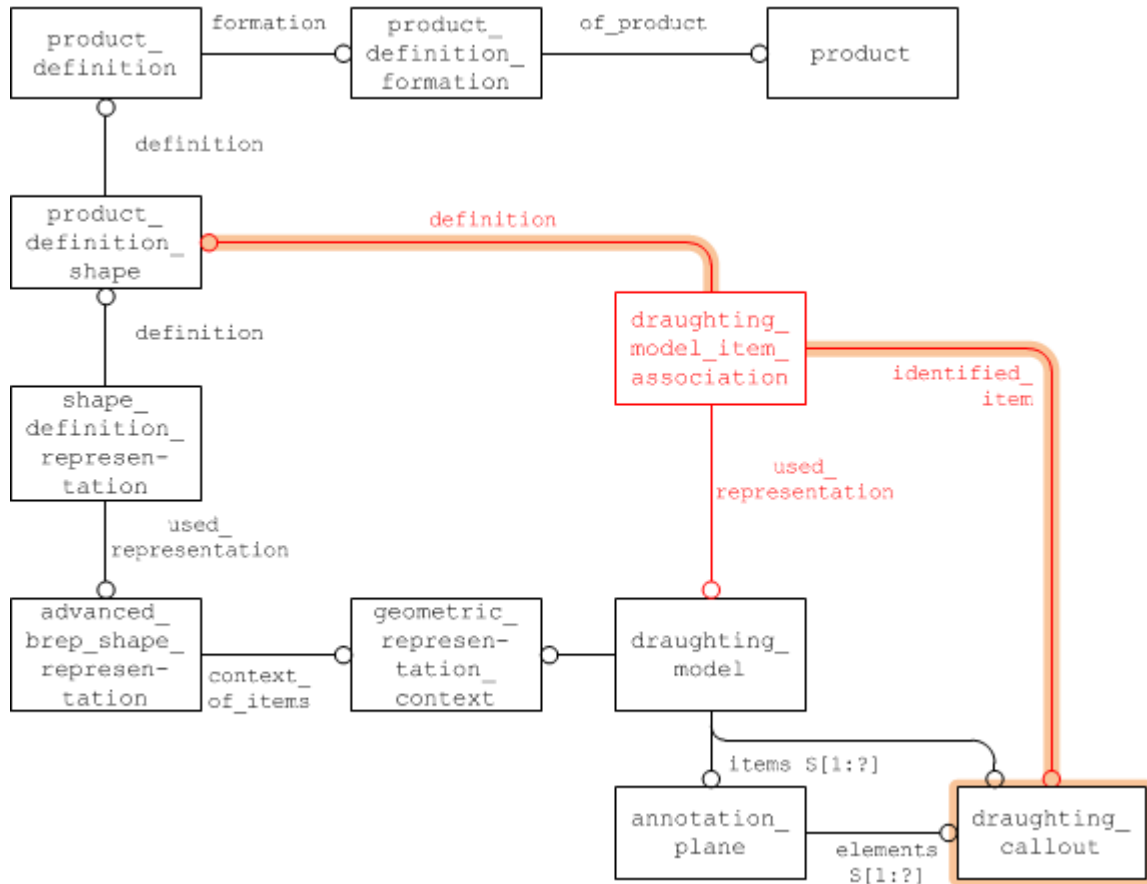 product_
definition
formation
product_
definition_
formation
of_product
product
definition
product_
definition_
shape
definition
draughting_
model_item_
association
identified_
item
definition
shape_
definition_
represen-
tation
used_
representation
used_
representation
advanced_
brep_shape_
represen-
tation
context_
of_items
geometric_
represen-
tation_
context
draughting_
model
items S[1:?]
annotation_
plane
elements
S[1:?]
draughting_
callout